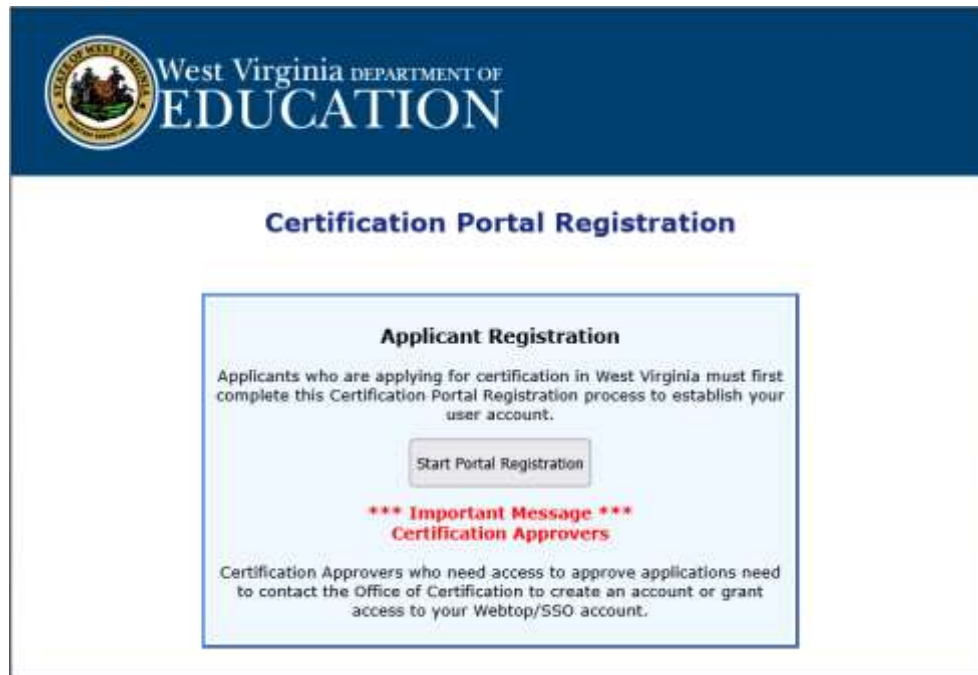 West Virginia DEPARTMENT OF
EDUCATION
Certification Portal Registration
Applicant Registration
Applicants who are applying for certification in West Virginia must first
complete this Certification Portal Registration process to establish your
user account.
Start Portal Registration
*** Important Message ***
Certification Approvers
Certification Approvers who need access to approve applications need
to contact the Office of Certification to create an account or grant
access to your Webtop/SSO account.